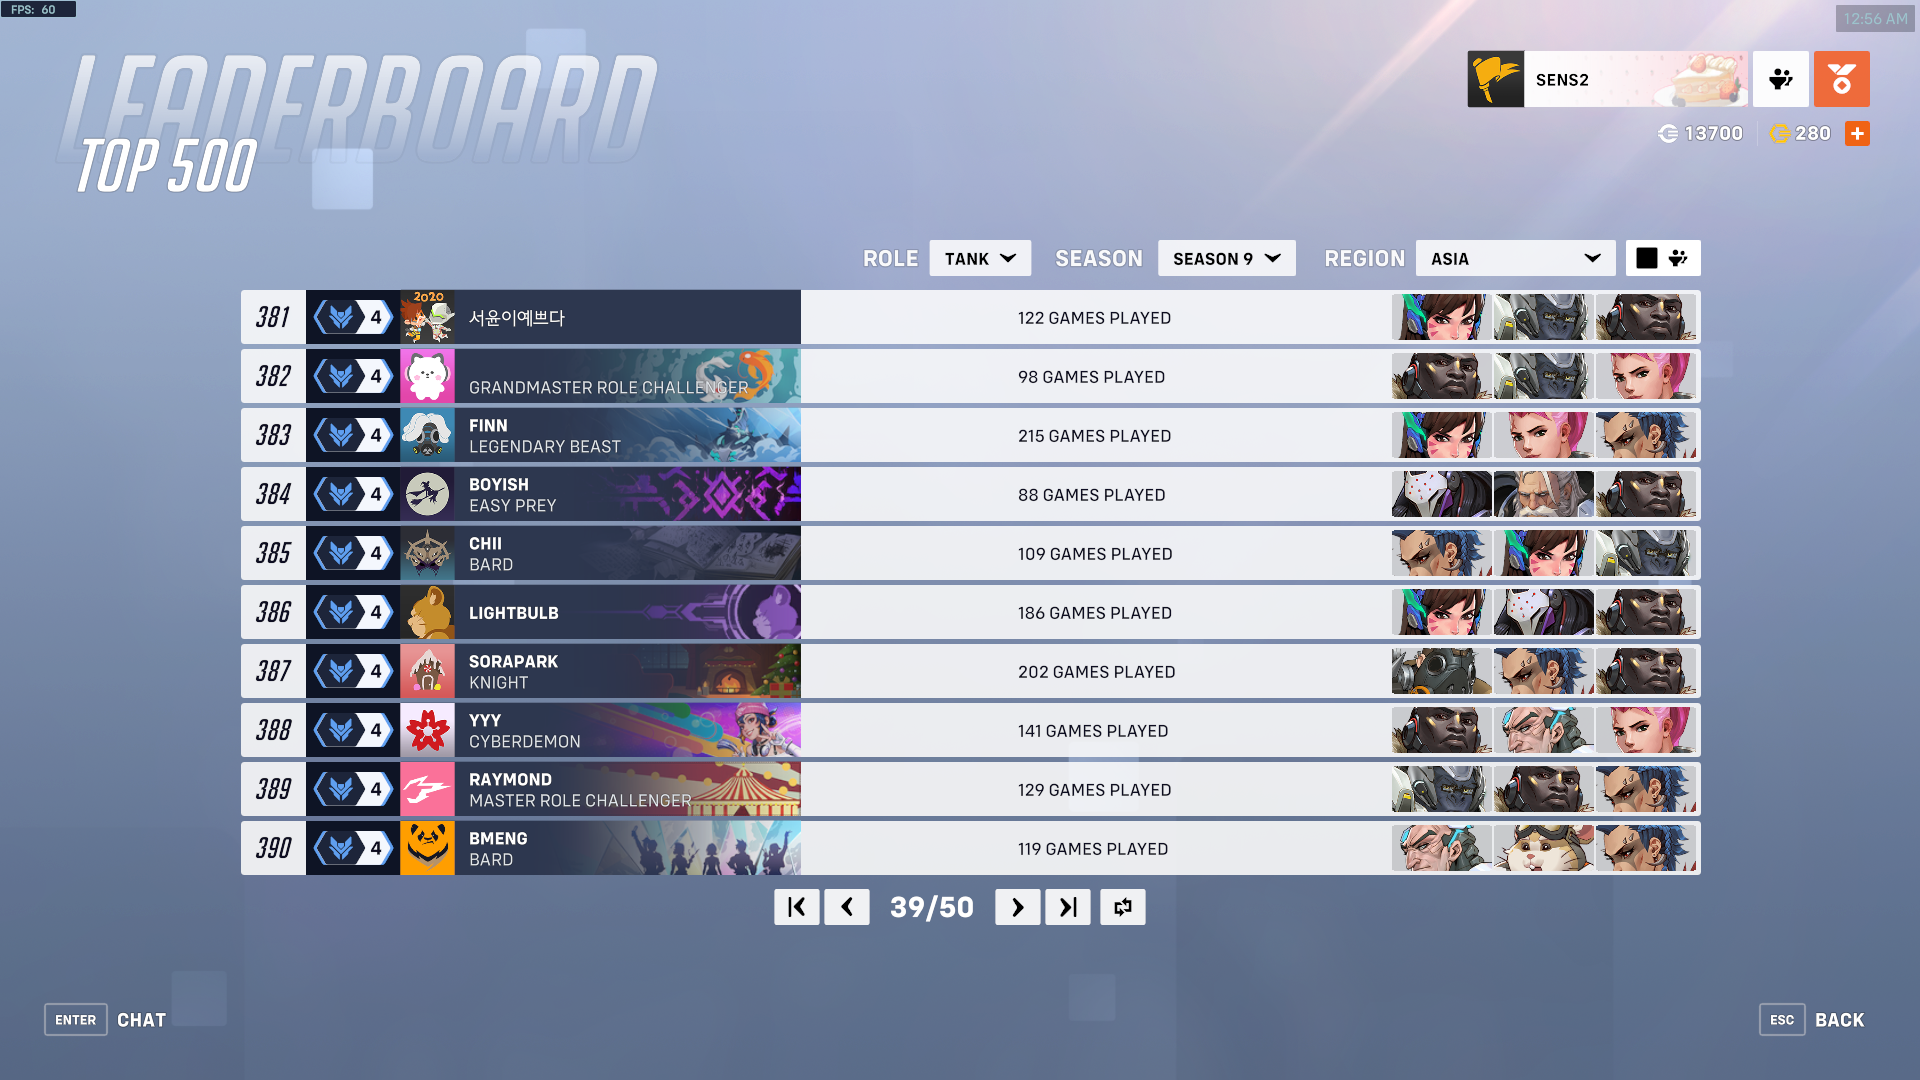 FPS: 60
12:56 AM
LEADERBOARD
TOP 500
SENS2
13700
280
ROLE
TANK
SEASON
SEASON 9
REGION
ASIA
381
4
2020
서윤이예쁘다
122 GAMES PLAYED
382
4
GRANDMASTER ROLE CHALLENGER
98 GAMES PLAYED
383
4
FINN
LEGENDARY BEAST
215 GAMES PLAYED
384
4
BOYISH
EASY PREY
88 GAMES PLAYED
385
4
CHII
BARD
109 GAMES PLAYED
386
4
LIGHTBULB
186 GAMES PLAYED
387
4
SORAPARK
KNIGHT
202 GAMES PLAYED
388
4
YYY
CYBERDEMON
141 GAMES PLAYED
389
4
RAYMOND
MASTER ROLE CHALLENGER
129 GAMES PLAYED
390
4
BMENG
BARD
119 GAMES PLAYED
39/50
ENTER
CHAT
ESC
BACK